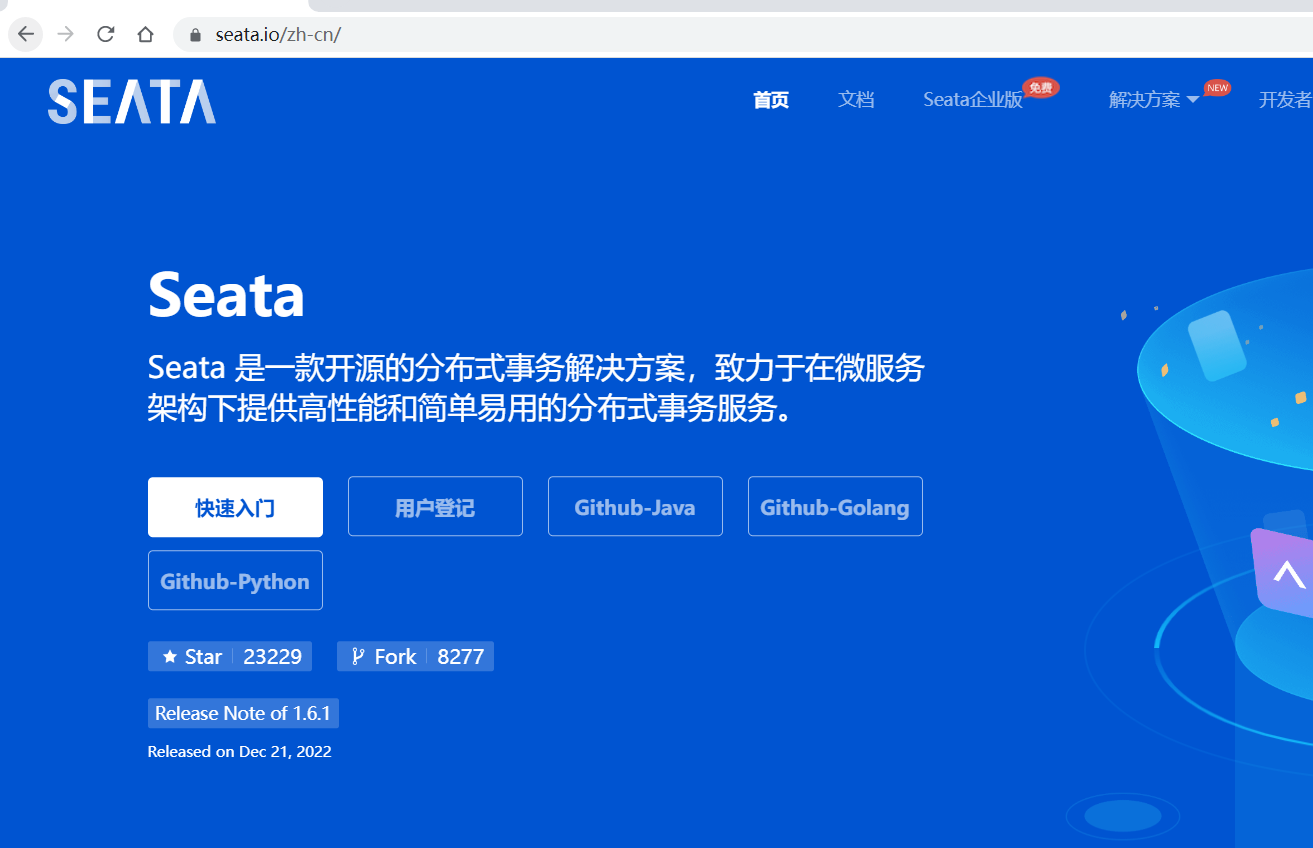 seata.io/zh-cn/
SEATA
首页 文档 Seata企业版 免费 解决方案 NEW 开发者
Seata
Seata 是一款开源的分布式事务解决方案，致力于在微服务
架构下提供高性能和简单易用的分布式事务服务。
快速入门 用户登记 Github-Java Github-Golang
Github-Python
Star 23229 Fork 8277
Release Note of 1.6.1
Released on Dec 21, 2022